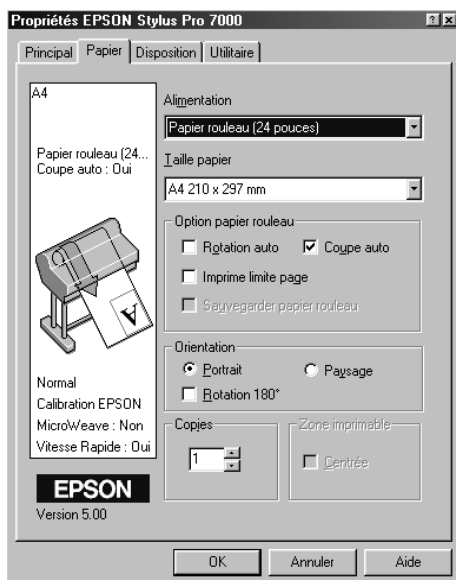 Propriétés EPSON Stylus Pro 7000
Principal Papier Disposition Utilitaire
A4
Papier rouleau (24...
Coupe auto : Oui
A
Normal
Calibration EPSON
MicroWeave : Non
Vitesse Rapide : Oui
EPSON
Version 5.00
Alimentation
Papier rouleau (24 pouces)
Taille papier
A4 210 x 297 mm
Option papier rouleau
Rotation auto Coupe auto
Imprime limite page
Sauvegarder papier rouleau
Orientation
Portrait Paysage
Rotation 180°
Copies
1
Zone imprimable
Centrée
OK Annuler Aide